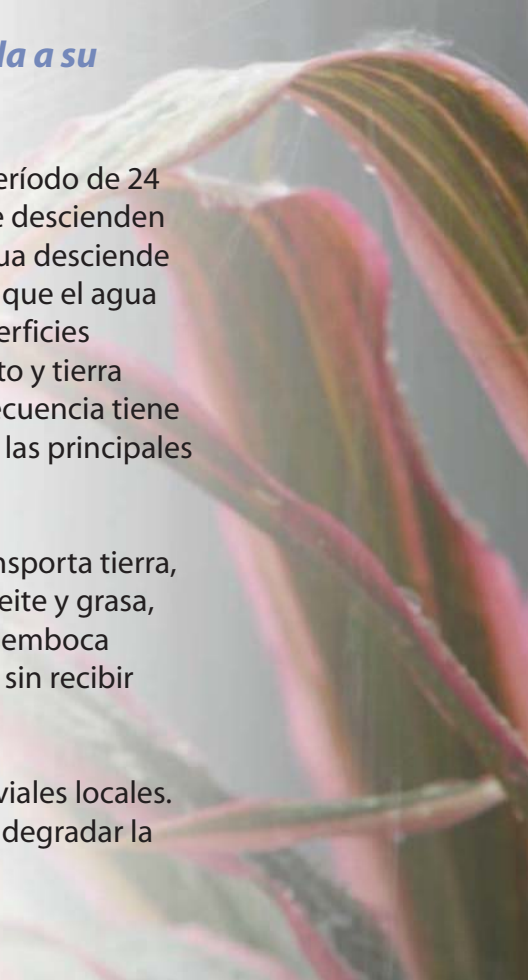 la a su
eríodo de 24
e descienden
ua desciende
que el agua
erficies
to y tierra
ecuencia tiene
las principales
nsporta tierra,
eite y grasa,
emboca
sin recibir
viales locales.
degradar la